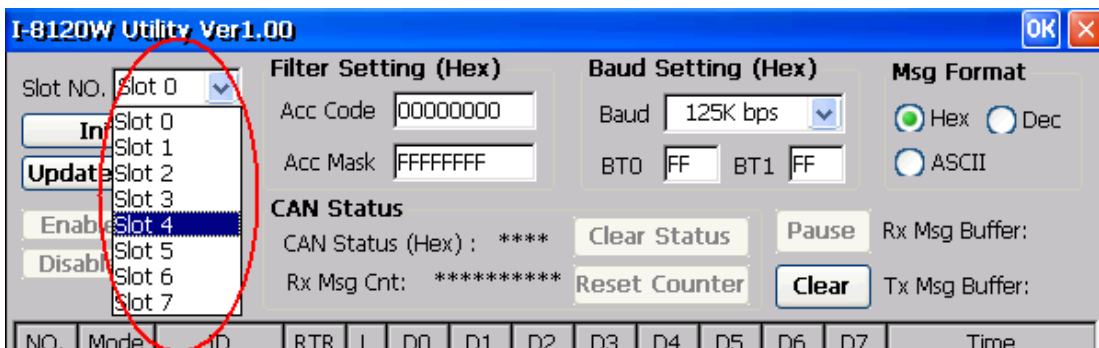 I-8120W Utility Ver1.00 OK
Slot NO. Slot 0
Slot 0
Slot 1
Slot 2
Slot 3
Slot 4
Slot 5
Slot 6
Slot 7
Filter Setting (Hex)
Acc Code 00000000
Acc Mask FFFFFFFF
Baud Setting (Hex)
Baud 125K bps
BT0 FF BT1 FF
Msg Format
Hex Dec
ASCII
CAN Status
CAN Status (Hex) : ****
Rx Msg Cnt: **********
Clear Status
Reset Counter
Pause
Clear
Rx Msg Buffer:
Tx Msg Buffer:
NO. Mode ID RTR L D0 D1 D2 D3 D4 D5 D6 D7 Time